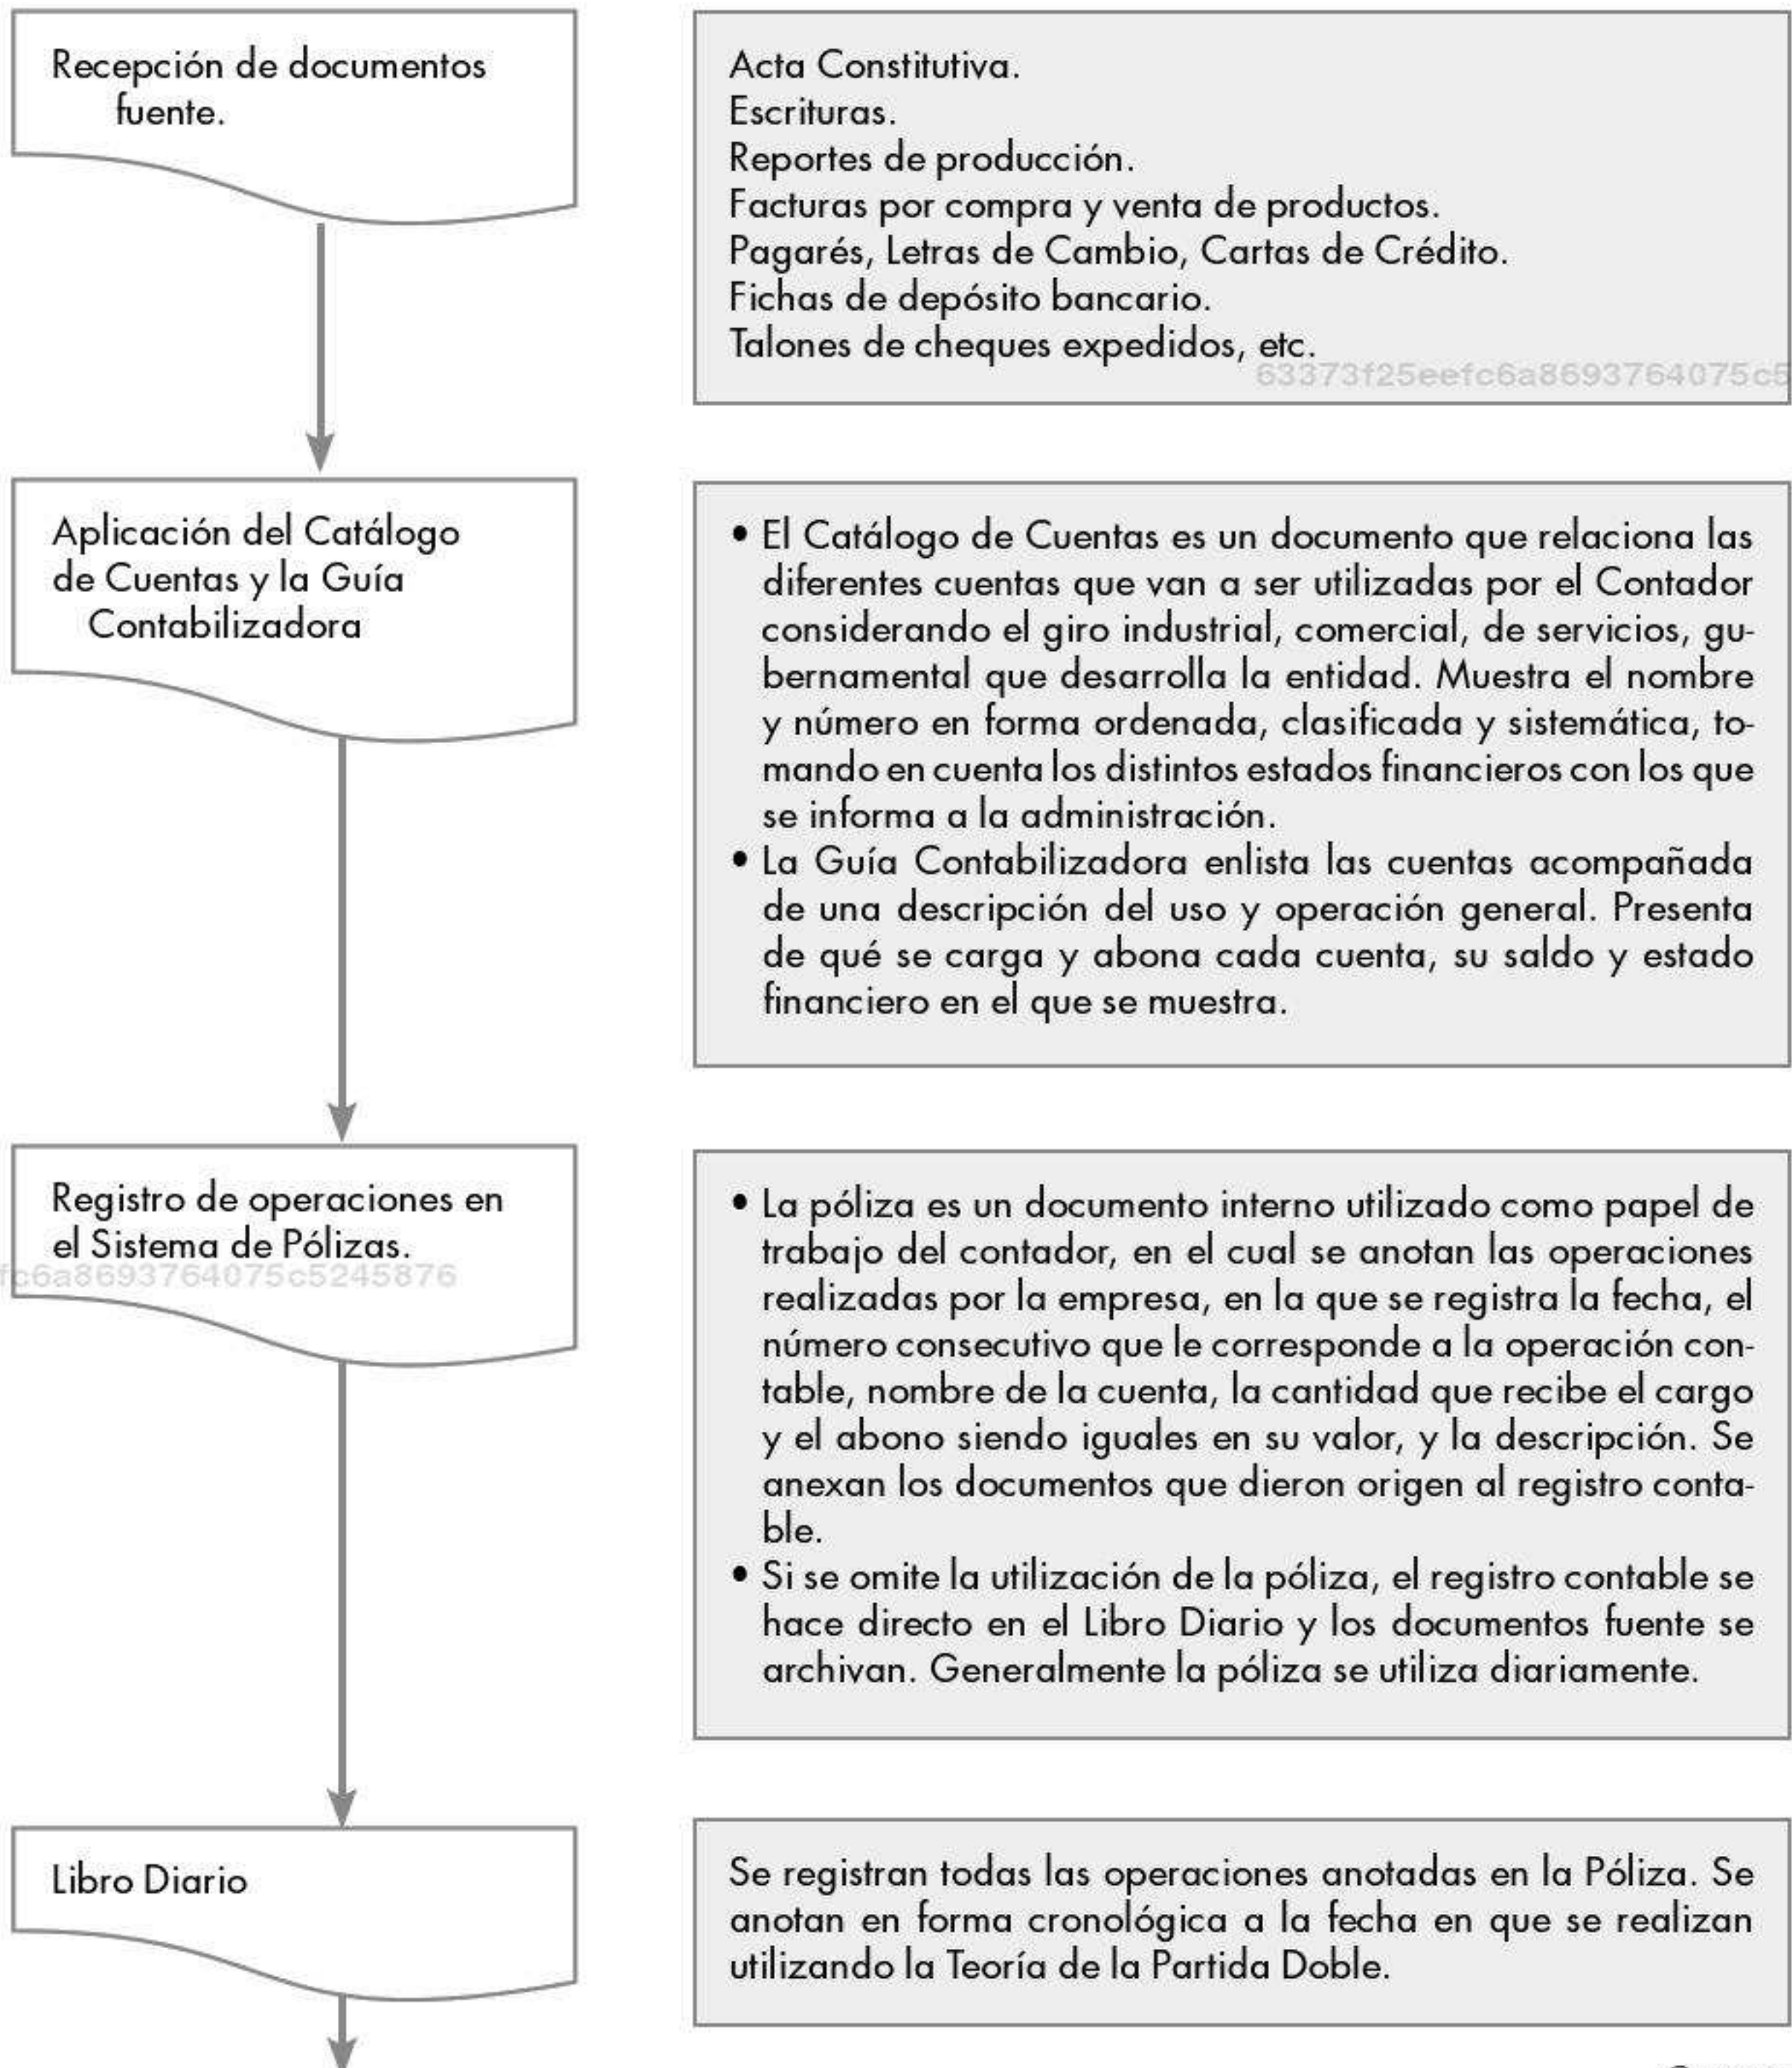 Recepción de documentos
fuente.
Acta Constitutiva.
Escrituras.
Reportes de producción.
Facturas por compra y venta de productos.
Pagarés, Letras de Cambio, Cartas de Crédito.
Fichas de depósito bancario.
Talones de cheques expedidos, etc.
63373f25eefc6a8693764075c5
Aplicación del Catálogo
de Cuentas y la Guía
Contabilizadora
• El Catálogo de Cuentas es un documento que relaciona las
diferentes cuentas que van a ser utilizadas por el Contador
considerando el giro industrial, comercial, de servicios, gu-
bernamental que desarrolla la entidad. Muestra el nombre
y número en forma ordenada, clasificada y sistemática, to-
mando en cuenta los distintos estados financieros con los que
se informa a la administración.
• La Guía Contabilizadora enlista las cuentas acompañada
de una descripción del uso y operación general. Presenta
de qué se carga y abona cada cuenta, su saldo y estado
financiero en el que se muestra.
Registro de operaciones en
el Sistema de Pólizas.
fc6a8693764075c5245876
• La póliza es un documento interno utilizado como papel de
trabajo del contador, en el cual se anotan las operaciones
realizadas por la empresa, en la que se registra la fecha, el
número consecutivo que le corresponde a la operación con-
table, nombre de la cuenta, la cantidad que recibe el cargo
y el abono siendo iguales en su valor, y la descripción. Se
anexan los documentos que dieron origen al registro conta-
ble.
• Si se omite la utilización de la póliza, el registro contable se
hace directo en el Libro Diario y los documentos fuente se
archivan. Generalmente la póliza se utiliza diariamente.
Libro Diario
Se registran todas las operaciones anotadas en la Póliza. Se
anotan en forma cronológica a la fecha en que se realizan
utilizando la Teoría de la Partida Doble.